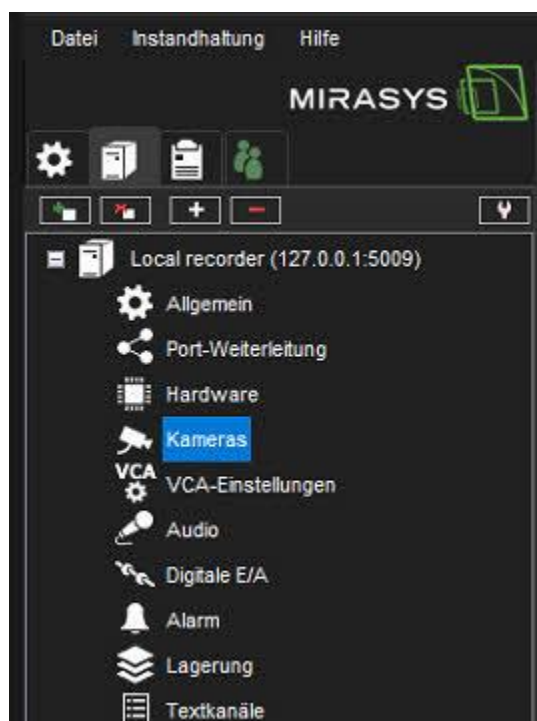 Datei Instandhaltung Hilfe
MIRASYS
Local recorder (127.0.0.1:5009)
Allgemein
Port-Weiterleitung
Hardware
Kameras
VCA VCA-Einstellungen
Audio
Digitale E/A
Alarm
Lagerung
Textkanäle